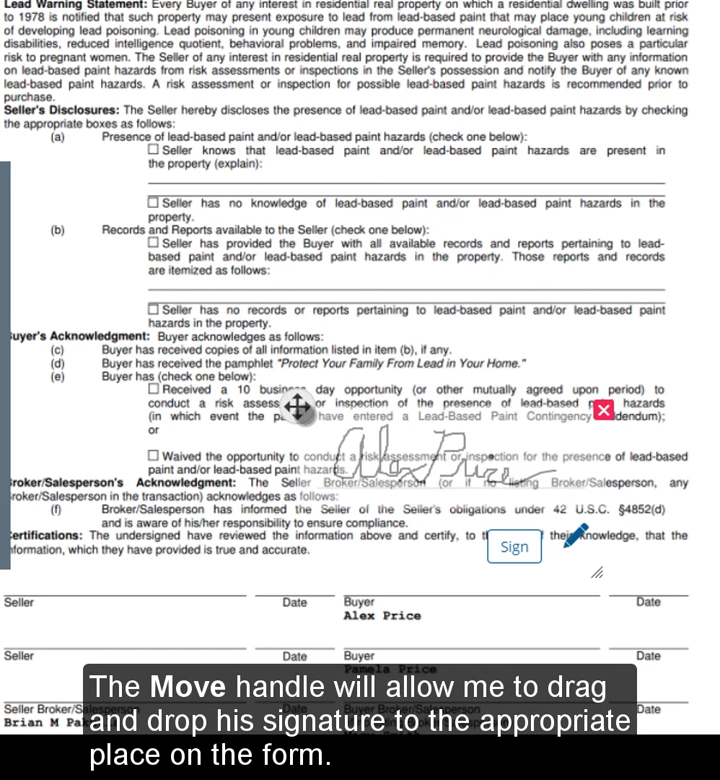 Lead Warning Statement: Every Buyer of any interest in residential real property on which a residential dwelling was built prior
to 1978 is notified that such property may present exposure to lead from lead-based paint that may place young children at risk
of developing lead poisoning. Lead poisoning in young children may produce permanent neurological damage, including learning
disabilities, reduced intelligence quotient, behavioral problems, and impaired memory. Lead poisoning also poses a particular
risk to pregnant women. The Seller of any interest in residential real property is required to provide the Buyer with any information
on lead-based paint hazards from risk assessments or inspections in the Seller's possession and notify the Buyer of any known
lead-based paint hazards. A risk assessment or inspection for possible lead-based paint hazards is recommended prior to
purchase.
Seller's Disclosures: The Seller hereby discloses the presence of lead-based paint and/or lead-based paint hazards by checking
the appropriate boxes as follows:
(a) Presence of lead-based paint and/or lead-based paint hazards (check one below):
Seller knows that lead-based paint and/or lead-based paint hazards are present in
the property (explain):
Seller has no knowledge of lead-based paint and/or lead-based paint hazards in the
property.
(b) Records and Reports available to the Seller (check one below):
Seller has provided the Buyer with all available records and reports pertaining to lead-
based paint and/or lead-based paint hazards in the property. Those reports and records
are itemized as follows:
Seller has no records or reports pertaining to lead-based paint and/or lead-based paint
hazards in the property.
uyer's Acknowledgment: Buyer acknowledges as follows:
(c) Buyer has received copies of all information listed in item (b), if any.
(d) Buyer has received the pamphlet "Protect Your Family From Lead in Your Home."
(e) Buyer has (check one below):
Received a 10 business day opportunity (or other mutually agreed upon period) to
conduct a risk assess or inspection of the presence of lead-based hazards
(in which event the have entered a Lead-Based Paint Contingency dendum);
or
Waived the opportunity to conduct a risk assessment or inspection for the presence of lead-based
paint and/or lead-based paint hazards.
Alex Price
roker/Salesperson's Acknowledgment: The Seller Broker/Salesperson (or if no Listing Broker/Salesperson, any
roker/Salesperson in the transaction) acknowledges as follows:
(f) Broker/Salesperson has informed the Seller of the Seller's obligations under 42 U.S.C. §4852(d)
and is aware of his/her responsibility to ensure compliance.
ertifications: The undersigned have reviewed the information above and certify, to their knowledge, that the
formation, which they have provided is true and accurate.
Sign
Seller Date Buyer Date
Alex Price
Seller Date Buyer Date
Pamela Price
Seller Broker/Salesperson Date Buyer Broker/Salesperson Date
Brian M
The Move handle will allow me to drag
and drop his signature to the appropriate
place on the form.